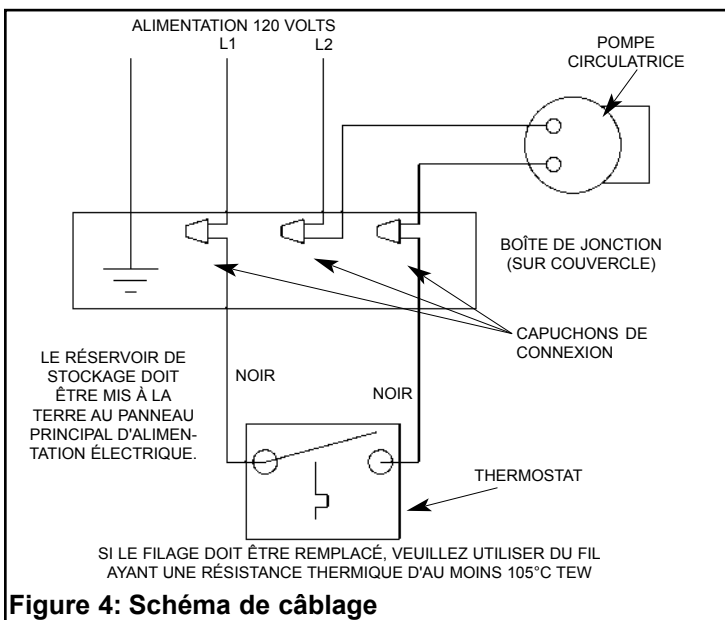 ALIMENTATION 120 VOLTS
L1
L2
POMPE
CIRCULATRICE
BOÎTE DE JONCTION
(SUR COUVERCLE)
CAPUCHONS DE
CONNEXION
LE RÉSERVOIR DE
STOCKAGE DOIT
ÊTRE MIS À LA
TERRE AU PANNEAU
PRINCIPAL D'ALIMEN-
TATION ÉLECTRIQUE.
NOIR
NOIR
THERMOSTAT
SI LE FILAGE DOIT ÊTRE REMPLACÉ, VEUILLEZ UTILISER DU FIL
AYANT UNE RÉSISTANCE THERMIQUE D'AU MOINS 105°C TEW
Figure 4: Schéma de câblage